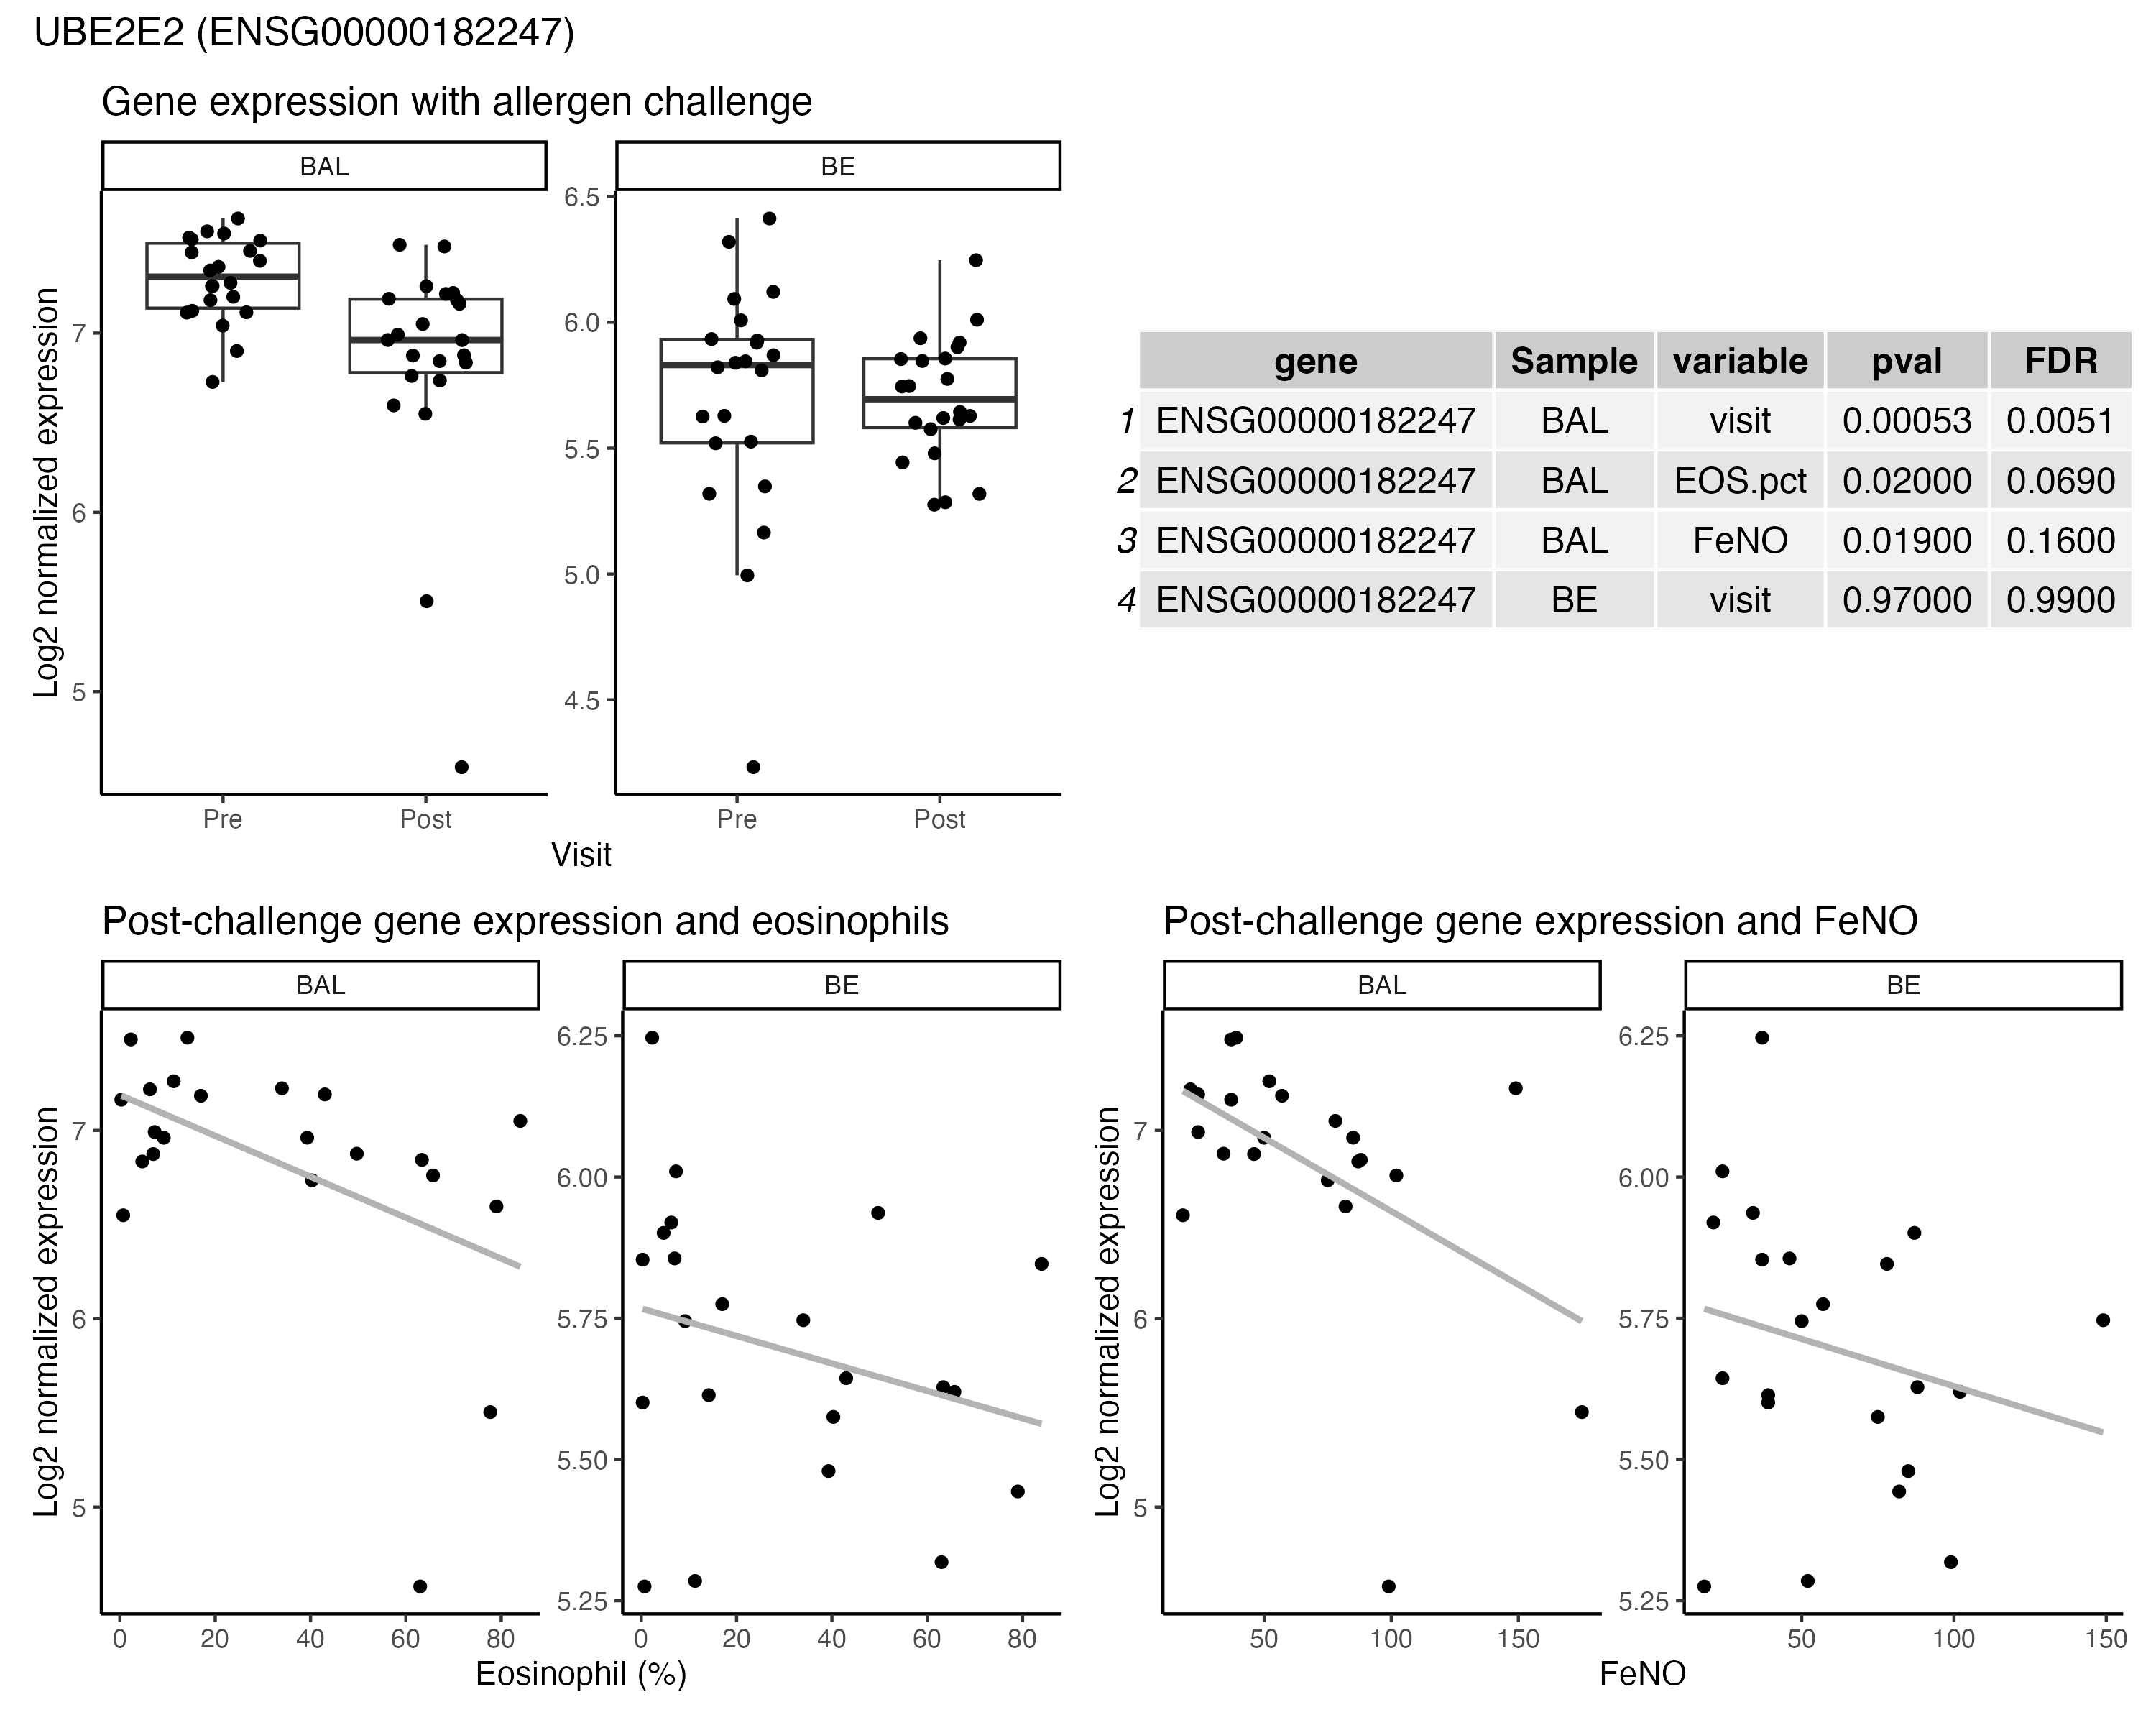 UBE2E2 (ENSG00000182247)
Gene expression with allergen challenge
BAL
BE
Log2 normalized expression
7
6
5
6.5
6.0
5.5
5.0
4.5
Pre
Post
Pre
Post
Visit
gene Sample variable pval FDR
1 ENSG00000182247 BAL visit 0.00053 0.0051
2 ENSG00000182247 BAL EOS.pct 0.02000 0.0690
3 ENSG00000182247 BAL FeNO 0.01900 0.1600
4 ENSG00000182247 BE visit 0.97000 0.9900
Post-challenge gene expression and eosinophils
BAL
BE
Log2 normalized expression
7
6
5
6.25
6.00
5.75
5.50
5.25
0 20 40 60 80
0 20 40 60 80
Eosinophil (%)
Post-challenge gene expression and FeNO
BAL
BE
Log2 normalized expression
7
6
5
6.25
6.00
5.75
5.50
5.25
50 100 150
50 100 150
FeNO